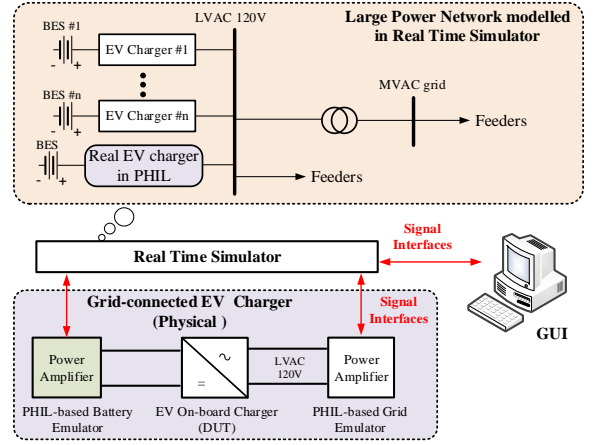 LVAC 120V
Large Power Network modelled
in Real Time Simulator
BES #1
EV Charger #1
- +
BES #n
EV Charger #n
- +
MVAC grid
Feeders
BES
Real EV charger
in PHIL
- +
Feeders
Real Time Simulator
Signal
Interfaces
Grid-connected EV Charger
(Physical )
Signal
Interfaces
GUI
Power
Amplifier
~
=
LVAC
120V
Power
Amplifier
PHIL-based Battery
Emulator
EV On-board Charger
(DUT)
PHIL-based Grid
Emulator